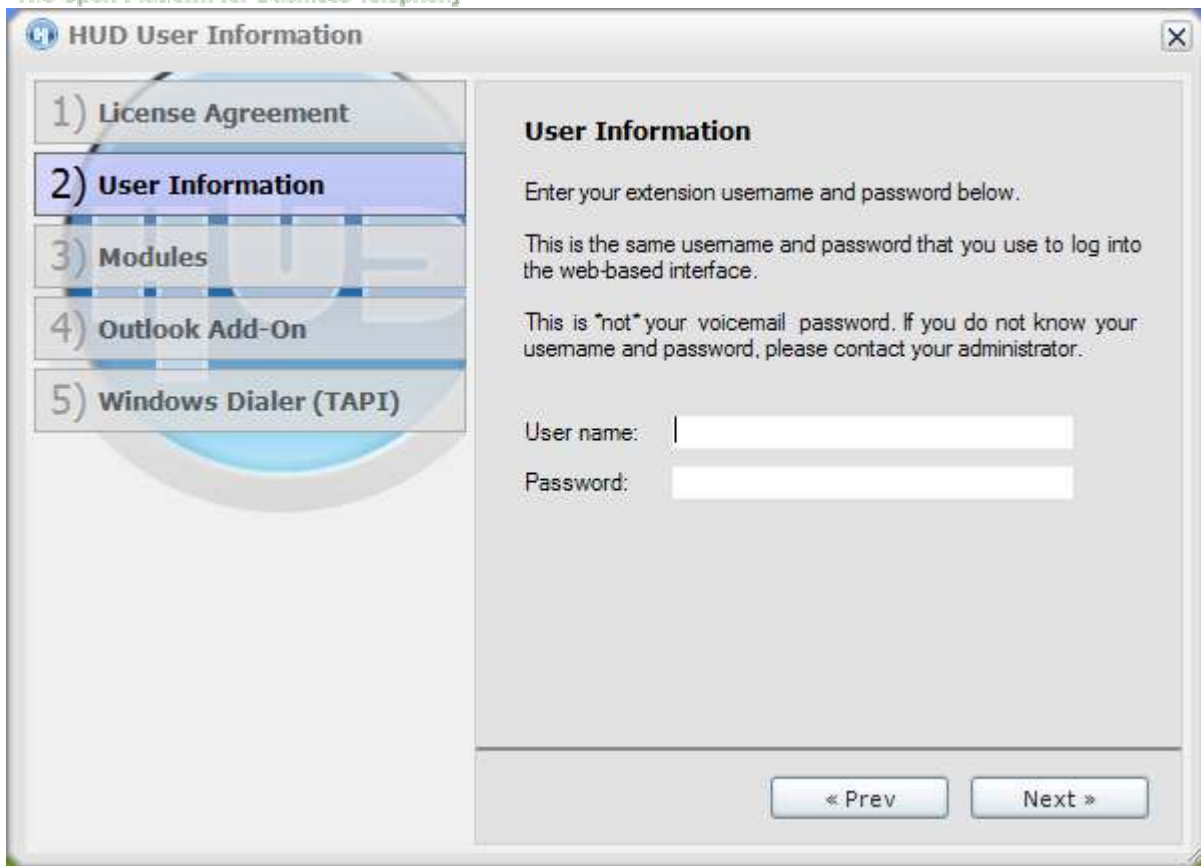 HUD User Information
1) License Agreement
2) User Information
3) Modules
4) Outlook Add-On
5) Windows Dialer (TAPI)
User Information
Enter your extension username and password below.
This is the same username and password that you use to log into
the web-based interface.
This is *not* your voicemail password. If you do not know your
username and password, please contact your administrator.
User name:
Password:
« Prev
Next »